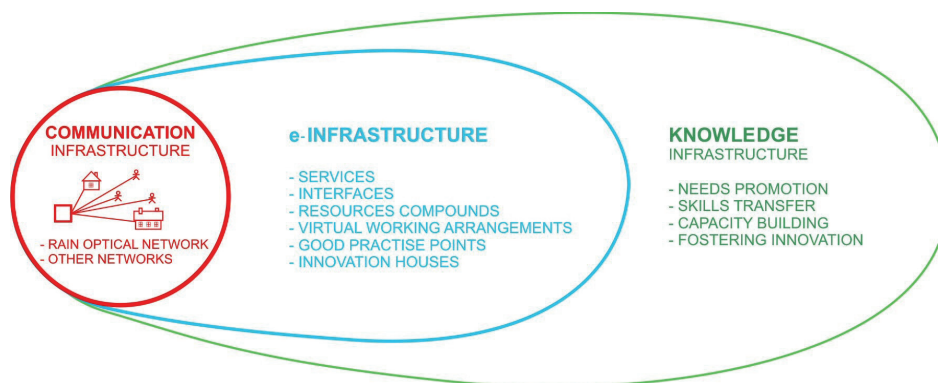 COMMUNICATION
INFRASTRUCTURE
- RAIN OPTICAL NETWORK
- OTHER NETWORKS
e-INFRASTRUCTURE
- SERVICES
- INTERFACES
- RESOURCES COMPOUNDS
- VIRTUAL WORKING ARRANGEMENTS
- GOOD PRACTISE POINTS
- INNOVATION HOUSES
KNOWLEDGE
INFRASTRUCTURE
- NEEDS PROMOTION
- SKILLS TRANSFER
- CAPACITY BUILDING
- FOSTERING INNOVATION